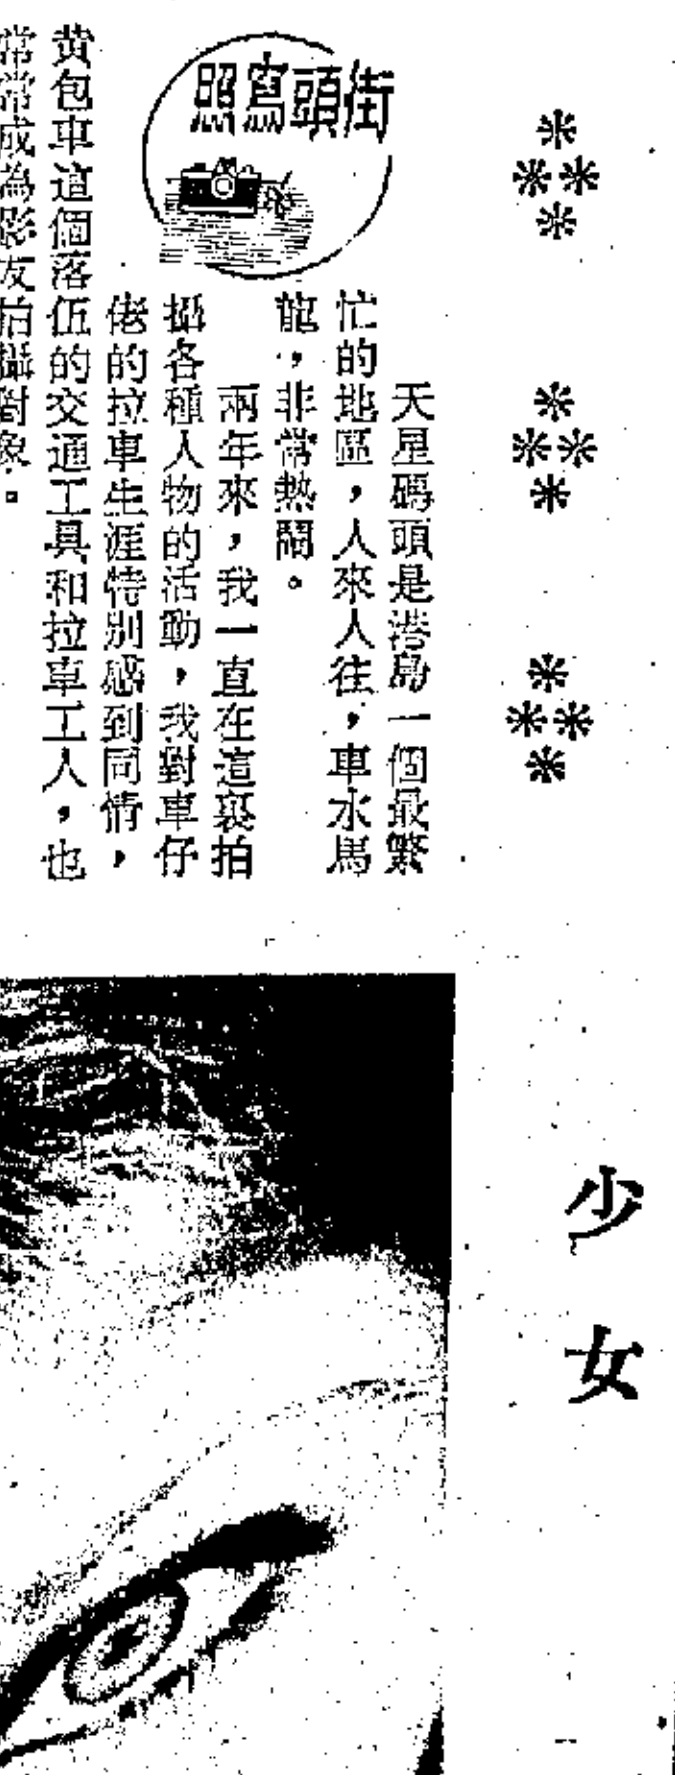 街頭寫照
天星碼頭是港島一個最繁
忙的地區，人來人往，車水馬
龍，非常熱鬧。
兩年來，我一直在這裏拍
攝各種人物的活動，我對車仔
佬的拉車生涯特別感到同情，
黄包車這個落伍的交通工具和拉車工人，也
常常成為影友拍攝對象。
少女